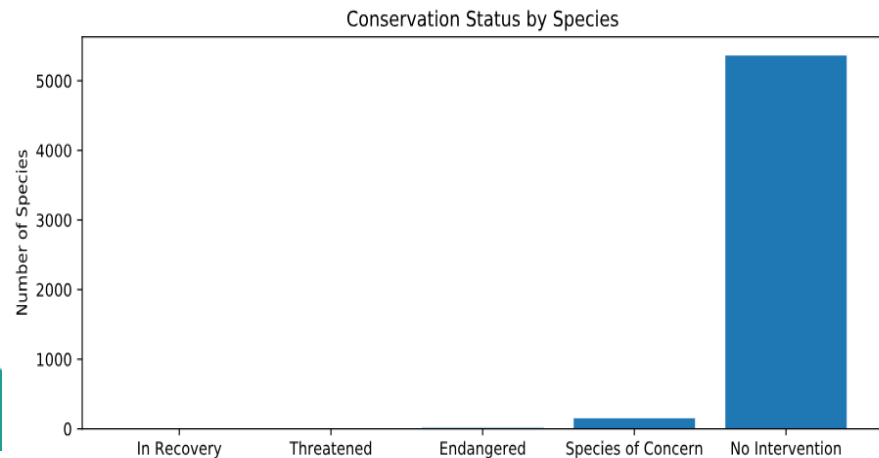 Conservation Status by Species
Number of Species
5000
4000
3000
2000
1000
0
In Recovery
Threatened
Endangered
Species of Concern
No Intervention